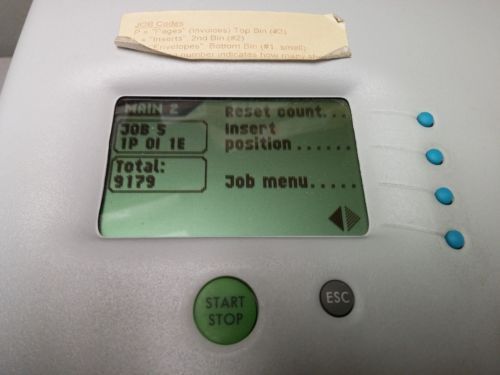 JOB Codes
P = "Pages" (Invoices) Top Bin (#3)
= "Inserts", 2nd Bin (#2)
Envelopes", Bottom Bin (#1, small)
number indicates how many
MAIN 2
JOB 5
1P 0I 1E
Total:
9179
Reset count...
Insert
position......
Job menu.....
START
STOP
ESC